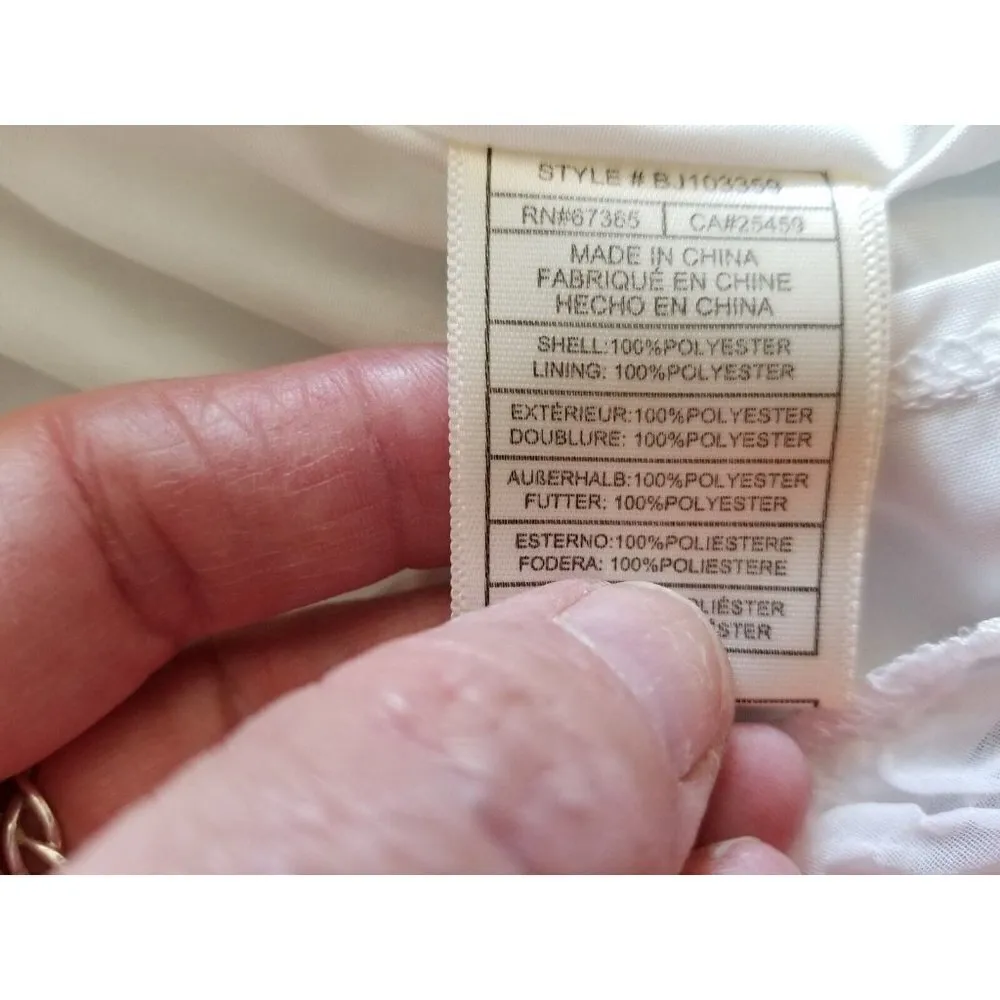 STYLE # BJ103359
RN#67365 CA#25459
MADE IN CHINA
FABRIQUÉ EN CHINE
HECHO EN CHINA
SHELL:100%POLYESTER
LINING: 100%POLYESTER
EXTÉRIEUR:100%POLYESTER
DOUBLURE: 100%POLYESTER
AUßERHALB:100%POLYESTER
FUTTER: 100%POLYESTER
ESTERNO:100%POLIESTERE
FODERA: 100%POLIESTERE
LIÉSTER
ÉSTER